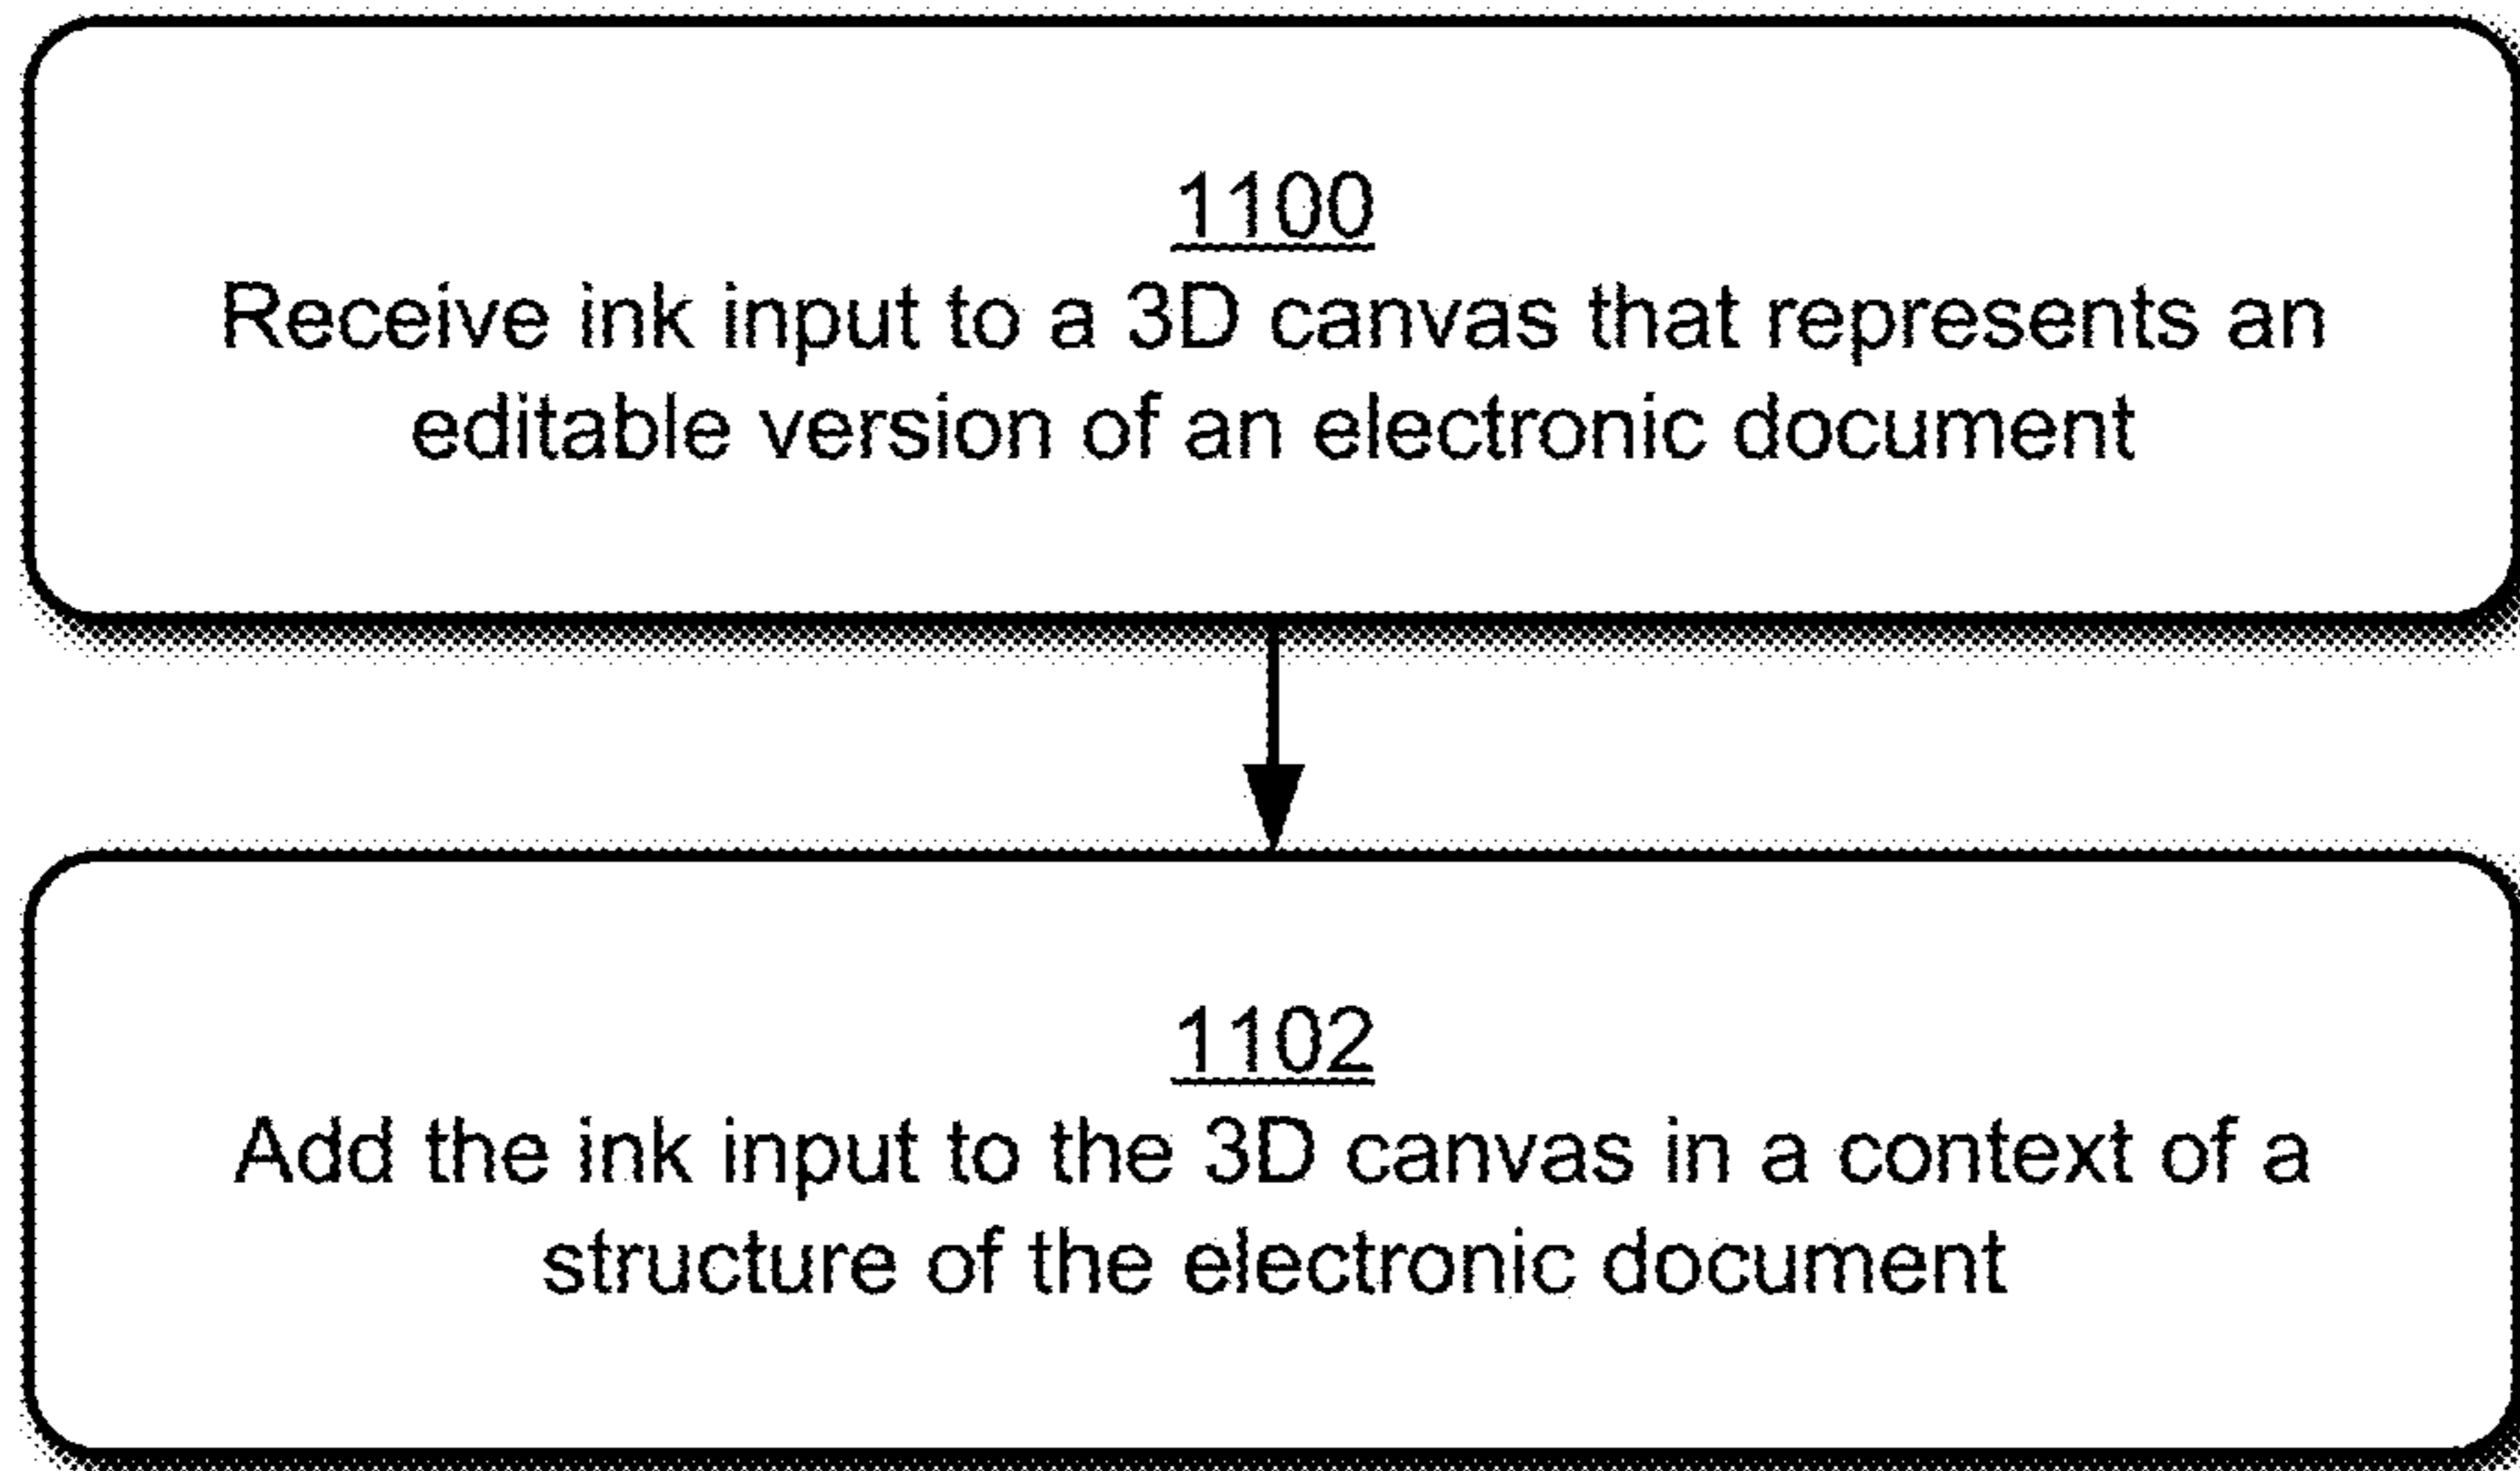 1100
Receive ink input to a 3D canvas that represents an
editable version of an electronic document
1102
Add the ink input to the 3D canvas in a context of a
structure of the electronic document